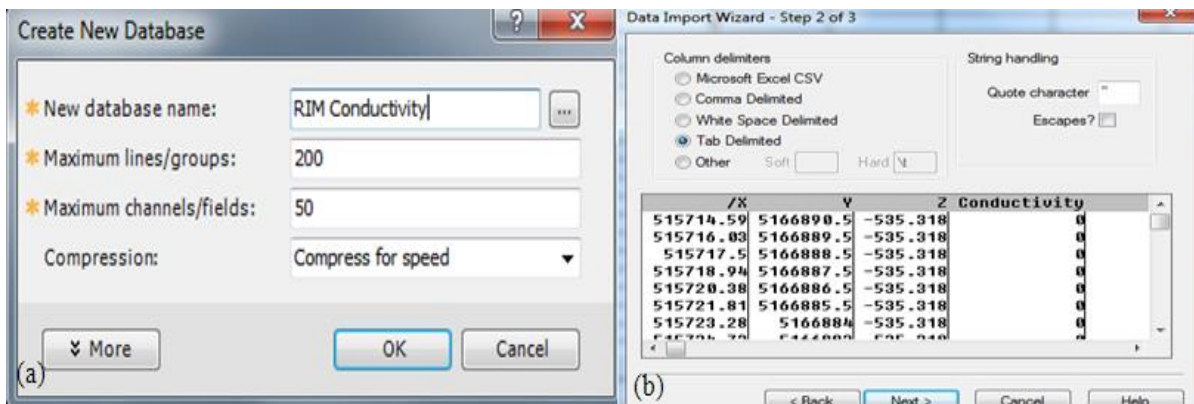 Create New Database
New database name: RIM Conductivity ...
Maximum lines/groups: 200
Maximum channels/fields: 50
Compression: Compress for speed
More
OK
Cancel
(a)
Data Import Wizard - Step 2 of 3
Column delimiters
Microsoft Excel CSV
Comma Delimited
White Space Delimited
Tab Delimited
Other Soft Hard \t
String handling
Quote character "
Escapes?
/X Y Z Conductivity
515714.59 5166890.5 -535.318 0
515716.03 5166889.5 -535.318 0
515717.5 5166888.5 -535.318 0
515718.94 5166887.5 -535.318 0
515720.38 5166886.5 -535.318 0
515721.81 5166885.5 -535.318 0
515723.28 5166884 -535.318 0
(b)
< Back
Next >
Cancel
Help